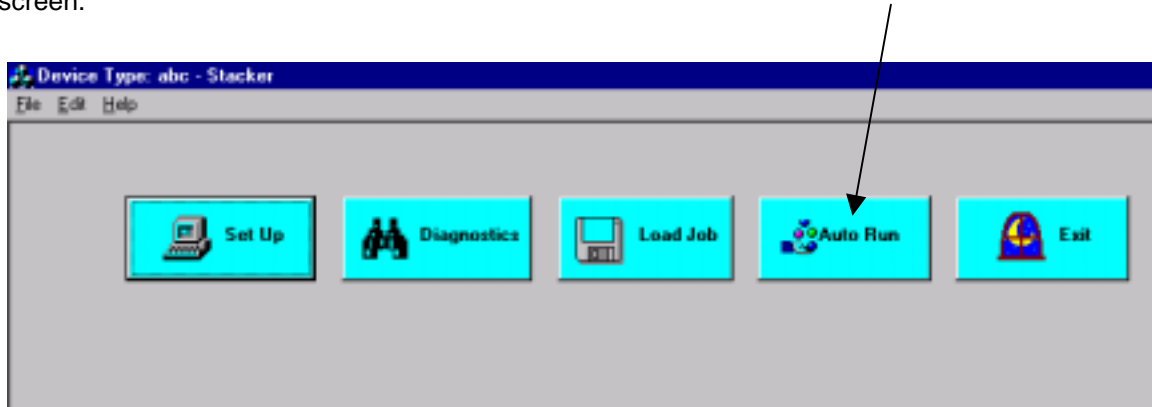 screen.
Device Type: abc - Stacker
File Edit Help
Set Up
Diagnostics
Load Job
Auto Run
Exit